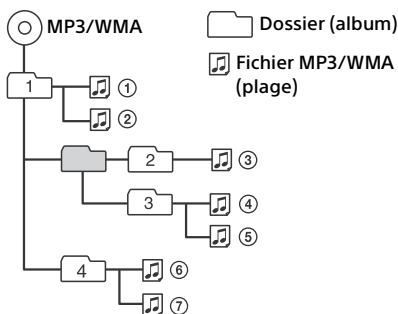 MP3/WMA
Dossier (album)
Fichier MP3/WMA
(plage)
1
①
②
2
③
3
④
⑤
4
⑥
⑦